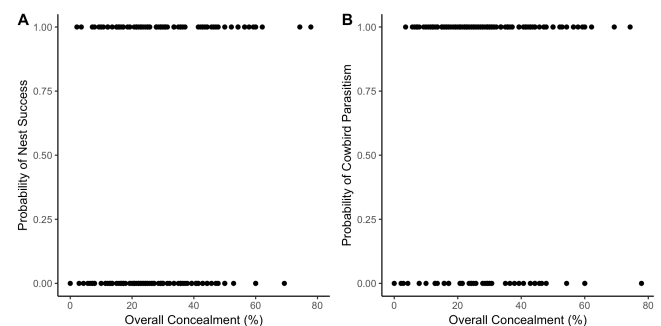 A
Probability of Nest Success
1.00
0.75
0.50
0.25
0.00
0 20 40 60 80
Overall Concealment (%)
B
Probability of Cowbird Parasitism
1.00
0.75
0.50
0.25
0.00
0 20 40 60 80
Overall Concealment (%)